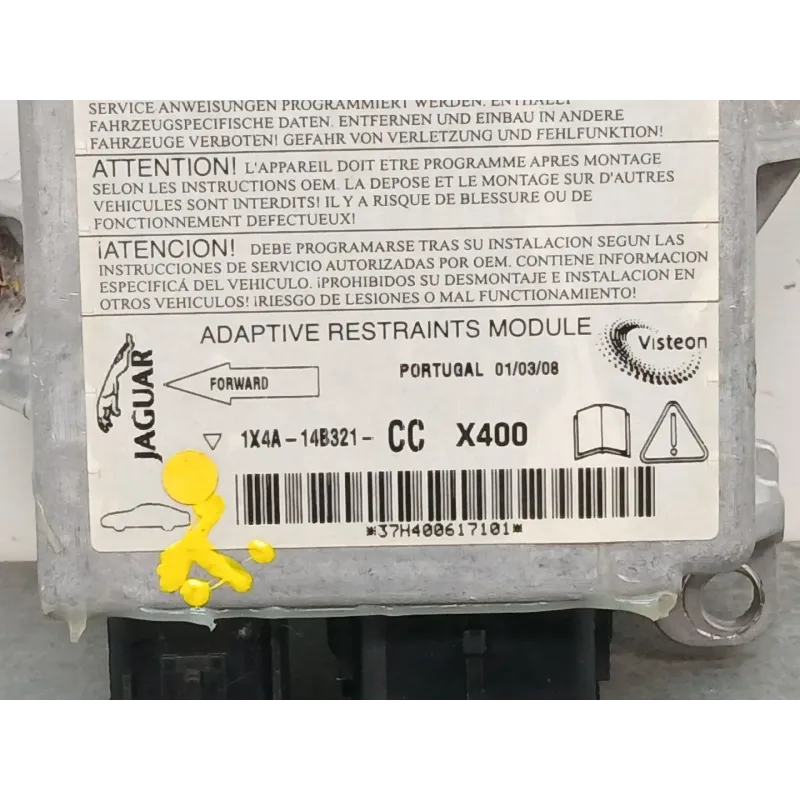 SERVICE ANWEISUNGEN PROGRAMMIERT WERDEN. ENTHALT
FAHRZEUGSPEZIFISCHE DATEN. ENTFERNEN UND EINBAU IN ANDERE
FAHRZEUGE VERBOTEN! GEFAHR VON VERLETZUNG UND FEHLFUNKTION!
ATTENTION! L'APPAREIL DOIT ETRE PROGRAMME APRES MONTAGE
SELON LES INSTRUCTIONS OEM. LA DEPOSE ET LE MONTAGE SUR D'AUTRES
VEHICULES SONT INTERDITS! IL Y A RISQUE DE BLESSURE OU DE
FONCTIONNEMENT DEFECTUEUX!
¡ATENCION! DEBE PROGRAMARSE TRAS SU INSTALACION SEGUN LAS
INSTRUCCIONES DE SERVICIO AUTORIZADAS POR OEM. CONTIENE INFORMACION
ESPECIFICÁ DEL VEHICULO. ¡PROHIBIDOS SU DESMONTAJE E INSTALACION EN
OTROS VEHICULOS! ¡RIESGO DE LESIONES O MAL FUNCTIONAMIENTO!
ADAPTIVE RESTRAINTS MODULE
Visteon
PORTUGAL 01/03/08
JAGUAR
FORWARD
1X4A-14B321- CC X400
*37H400617101*